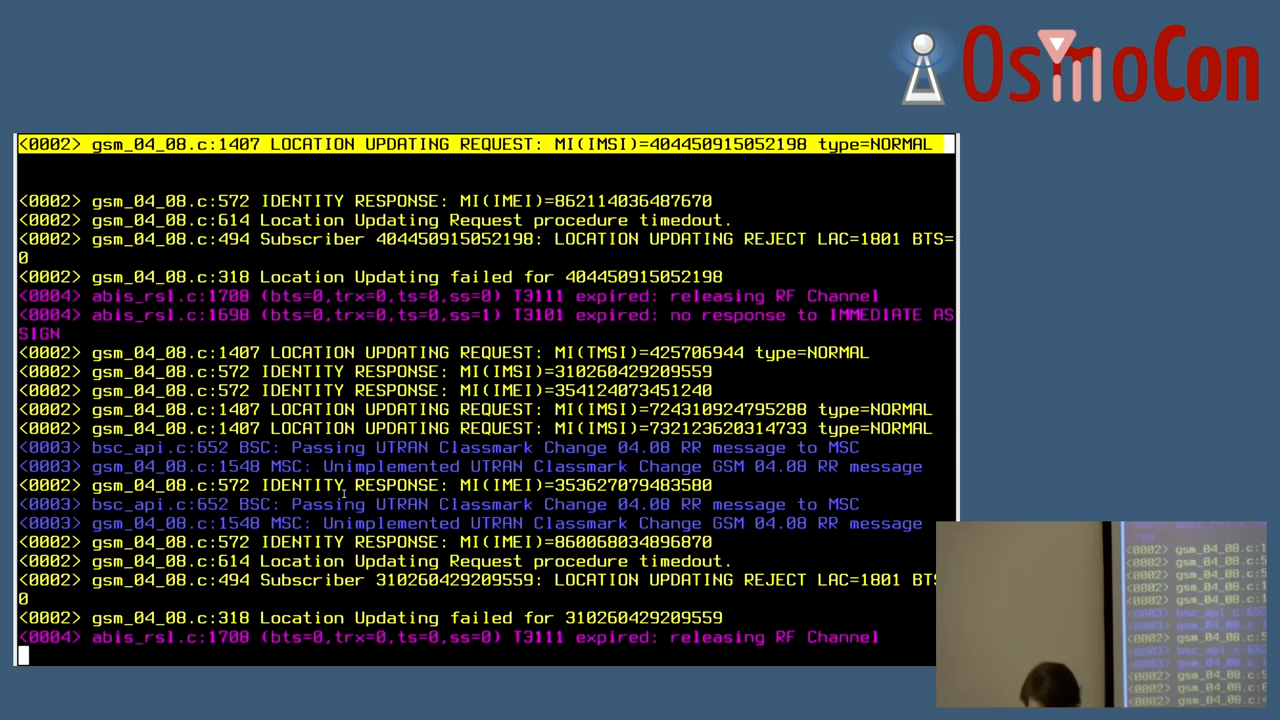 OsmoCon
<0002> gsm_04_08.c:1407 LOCATION UPDATING REQUEST: MI(IMSI)=404450915052198 type=NORMAL
<0002> gsm_04_08.c:572 IDENTITY RESPONSE: MI(IMEI)=862114036487670
<0002> gsm_04_08.c:614 Location Updating Request procedure timedout.
<0002> gsm_04_08.c:494 Subscriber 404450915052198: LOCATION UPDATING REJECT LAC=1801 BTS=
0
<0002> gsm_04_08.c:318 Location Updating failed for 404450915052198
<0004> abis_rsl.c:1708 (bts=0,trx=0,ts=0,ss=0) T3111 expired: releasing RF Channel
<0004> abis_rsl.c:1698 (bts=0,trx=0,ts=0,ss=1) T3101 expired: no response to IMMEDIATE AS
SIGN
<0002> gsm_04_08.c:1407 LOCATION UPDATING REQUEST: MI(TMSI)=425706944 type=NORMAL
<0002> gsm_04_08.c:572 IDENTITY RESPONSE: MI(IMSI)=310260429209559
<0002> gsm_04_08.c:572 IDENTITY RESPONSE: MI(IMEI)=354124073451240
<0002> gsm_04_08.c:1407 LOCATION UPDATING REQUEST: MI(IMSI)=724310924795288 type=NORMAL
<0002> gsm_04_08.c:1407 LOCATION UPDATING REQUEST: MI(IMSI)=732123620314733 type=NORMAL
<0003> bsc_api.c:652 BSC: Passing UTRAN Classmark Change 04.08 RR message to MSC
<0003> gsm_04_08.c:1548 MSC: Unimplemented UTRAN Classmark Change GSM 04.08 RR message
<0002> gsm_04_08.c:572 IDENTITY RESPONSE: MI(IMEI)=353627079483580
<0003> bsc_api.c:652 BSC: Passing UTRAN Classmark Change 04.08 RR message to MSC
<0003> gsm_04_08.c:1548 MSC: Unimplemented UTRAN Classmark Change GSM 04.08 RR message
<0002> gsm_04_08.c:572 IDENTITY RESPONSE: MI(IMEI)=860068034896870
<0002> gsm_04_08.c:614 Location Updating Request procedure timedout.
<0002> gsm_04_08.c:494 Subscriber 310260429209559: LOCATION UPDATING REJECT LAC=1801 BTS
0
<0002> gsm_04_08.c:318 Location Updating failed for 310260429209559
<0004> abis_rsl.c:1708 (bts=0,trx=0,ts=0,ss=0) T3111 expired: releasing RF Channel